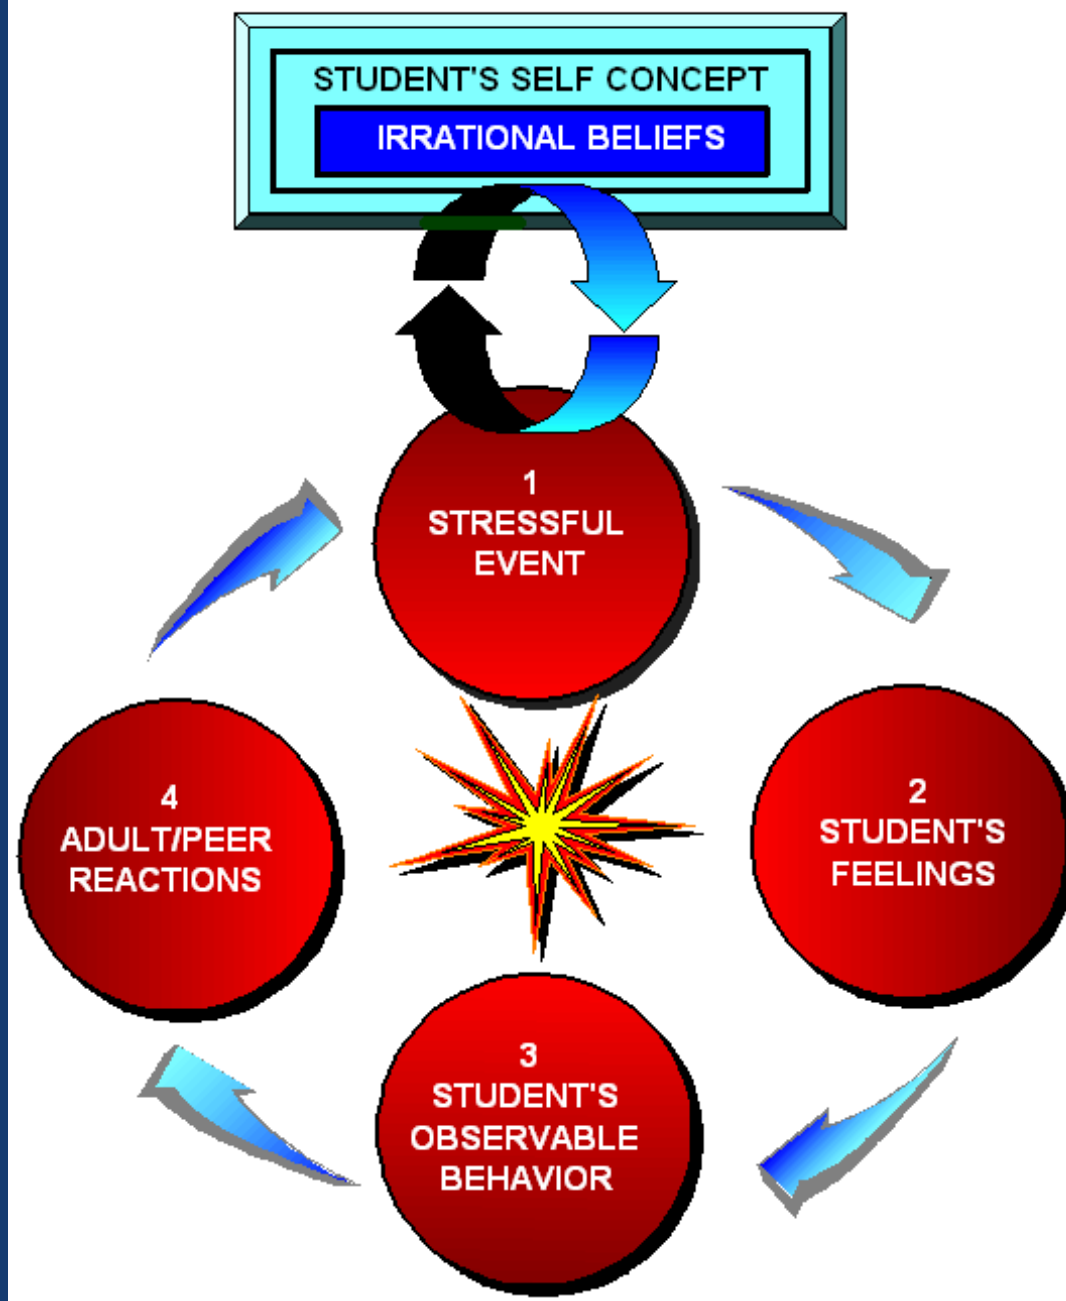 STUDENT'S SELF CONCEPT
IRRATIONAL BELIEFS
1
STRESSFUL
EVENT
2
STUDENT'S
FEELINGS
3
STUDENT'S
OBSERVABLE
BEHAVIOR
4
ADULT/PEER
REACTIONS